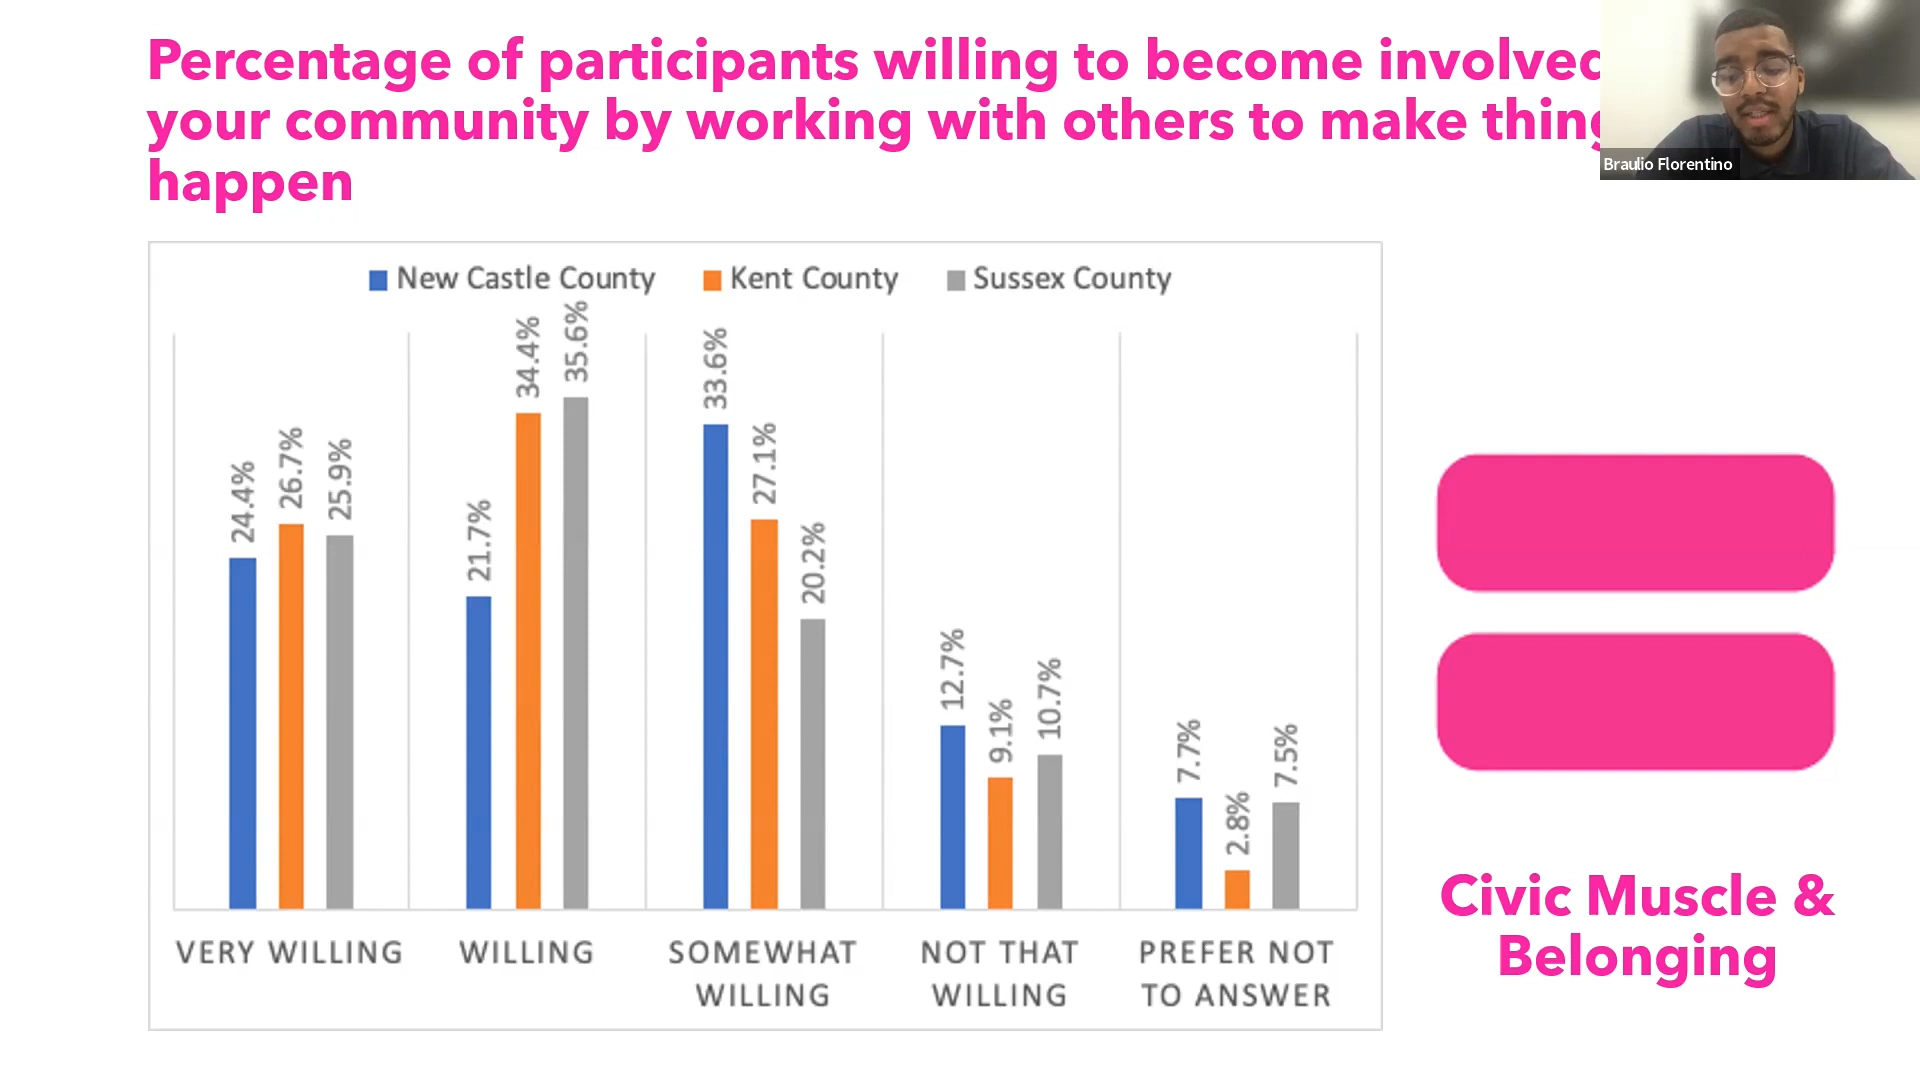 Percentage of participants willing to become involved
your community by working with others to make
happen
Braulio Florentino
New Castle County
Kent County
Sussex County
24.4%
26.7%
25.9%
21.7%
34.4%
35.6%
33.6%
27.1%
20.2%
12.7%
9.1%
10.7%
7.7%
2.8%
7.5%
VERY WILLING
WILLING
SOMEWHAT
WILLING
NOT THAT
WILLING
PREFER NOT
TO ANSWER
Civic Muscle &
Belonging